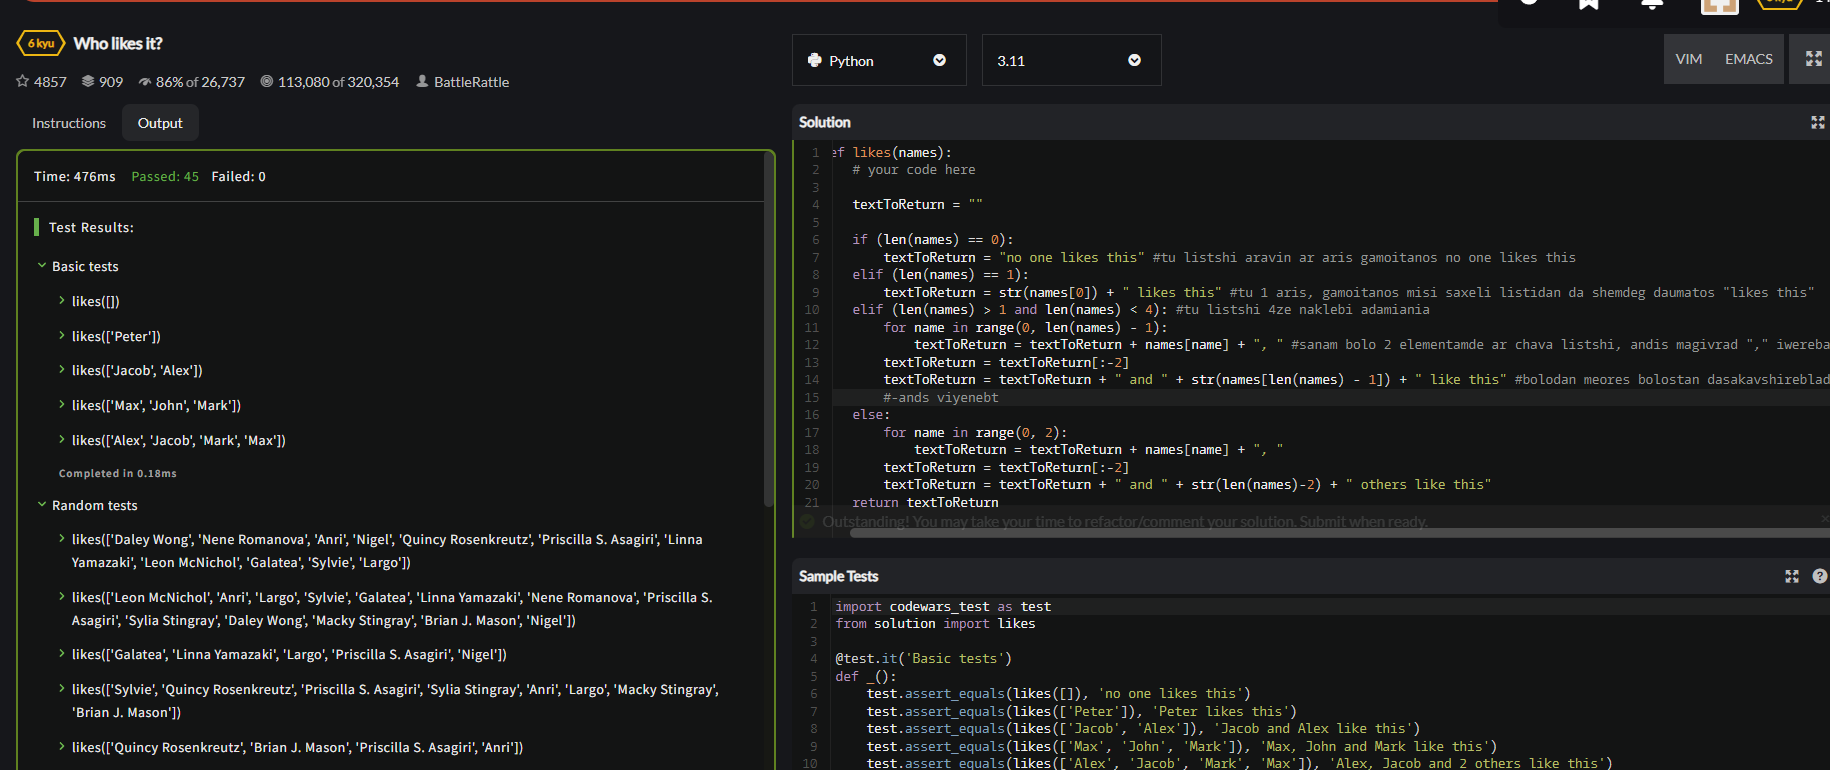 6 kyu Who likes it?
4857 909 86% of 26,737 113,080 of 320,354 BattleRattle
Instructions Output
Time: 476ms Passed: 45 Failed: 0
Test Results:
Basic tests
likes([])
likes(['Peter'])
likes(['Jacob', 'Alex'])
likes(['Max', 'John', 'Mark'])
likes(['Alex', 'Jacob', 'Mark', 'Max'])
Completed in 0.18ms
Random tests
likes(['Daley Wong', 'Nene Romanova', 'Anri', 'Nigel', 'Quincy Rosenkreutz', 'Priscilla S. Asagiri', 'Linna
Yamazaki', 'Leon McNichol', 'Galatea', 'Sylvie', 'Largo'])
likes(['Leon McNichol', 'Anri', 'Largo', 'Sylvie', 'Galatea', 'Linna Yamazaki', 'Nene Romanova', 'Priscilla S.
Asagiri', 'Sylia Stingray', 'Daley Wong', 'Macky Stingray', 'Brian J. Mason', 'Nigel'])
likes(['Galatea', 'Linna Yamazaki', 'Largo', 'Priscilla S. Asagiri', 'Nigel'])
likes(['Sylvie', 'Quincy Rosenkreutz', 'Priscilla S. Asagiri', 'Sylia Stingray', 'Anri', 'Largo', 'Macky Stingray',
'Brian J. Mason'])
likes(['Quincy Rosenkreutz', 'Brian J. Mason', 'Priscilla S. Asagiri', 'Anri'])
Python 3.11 VIM EMACS
Solution
1 ef likes(names):
2 # your code here
3
4 textToReturn = ""
5
6 if (len(names) == 0):
7 textToReturn = "no one likes this" #tu listshi aravin ar aris gamoitanos no one likes this
8 elif (len(names) == 1):
9 textToReturn = str(names[0]) + " likes this" #tu 1 aris, gamoitanos misi saxeli listidan da shemdeg daumatos "likes this"
10 elif (len(names) > 1 and len(names) < 4): #tu listshi 4ze naklebi adamiania
11 for name in range(0, len(names) - 1):
12 textToReturn = textToReturn + names[name] + ", " #sanam bolo 2 elementamde ar chava listshi, andis magivrad "," iwereba
13 textToReturn = textToReturn[:-2]
14 textToReturn = textToReturn + " and " + str(names[len(names) - 1]) + " like this" #bolodan meores bolostan dasakavshireblad
15 #-ands viyenebt
16 else:
17 for name in range(0, 2):
18 textToReturn = textToReturn + names[name] + ", "
19 textToReturn = textToReturn[:-2]
20 textToReturn = textToReturn + " and " + str(len(names)-2) + " others like this"
21 return textToReturn
Outstanding! You may take your time to refactor/comment your solution. Submit when ready.
Sample Tests
1 import codewars_test as test
2 from solution import likes
3
4 @test.it('Basic tests')
5 def _():
6 test.assert_equals(likes([]), 'no one likes this')
7 test.assert_equals(likes(['Peter']), 'Peter likes this')
8 test.assert_equals(likes(['Jacob', 'Alex']), 'Jacob and Alex like this')
9 test.assert_equals(likes(['Max', 'John', 'Mark']), 'Max, John and Mark like this')
10 test.assert_equals(likes(['Alex', 'Jacob', 'Mark', 'Max']), 'Alex, Jacob and 2 others like this')